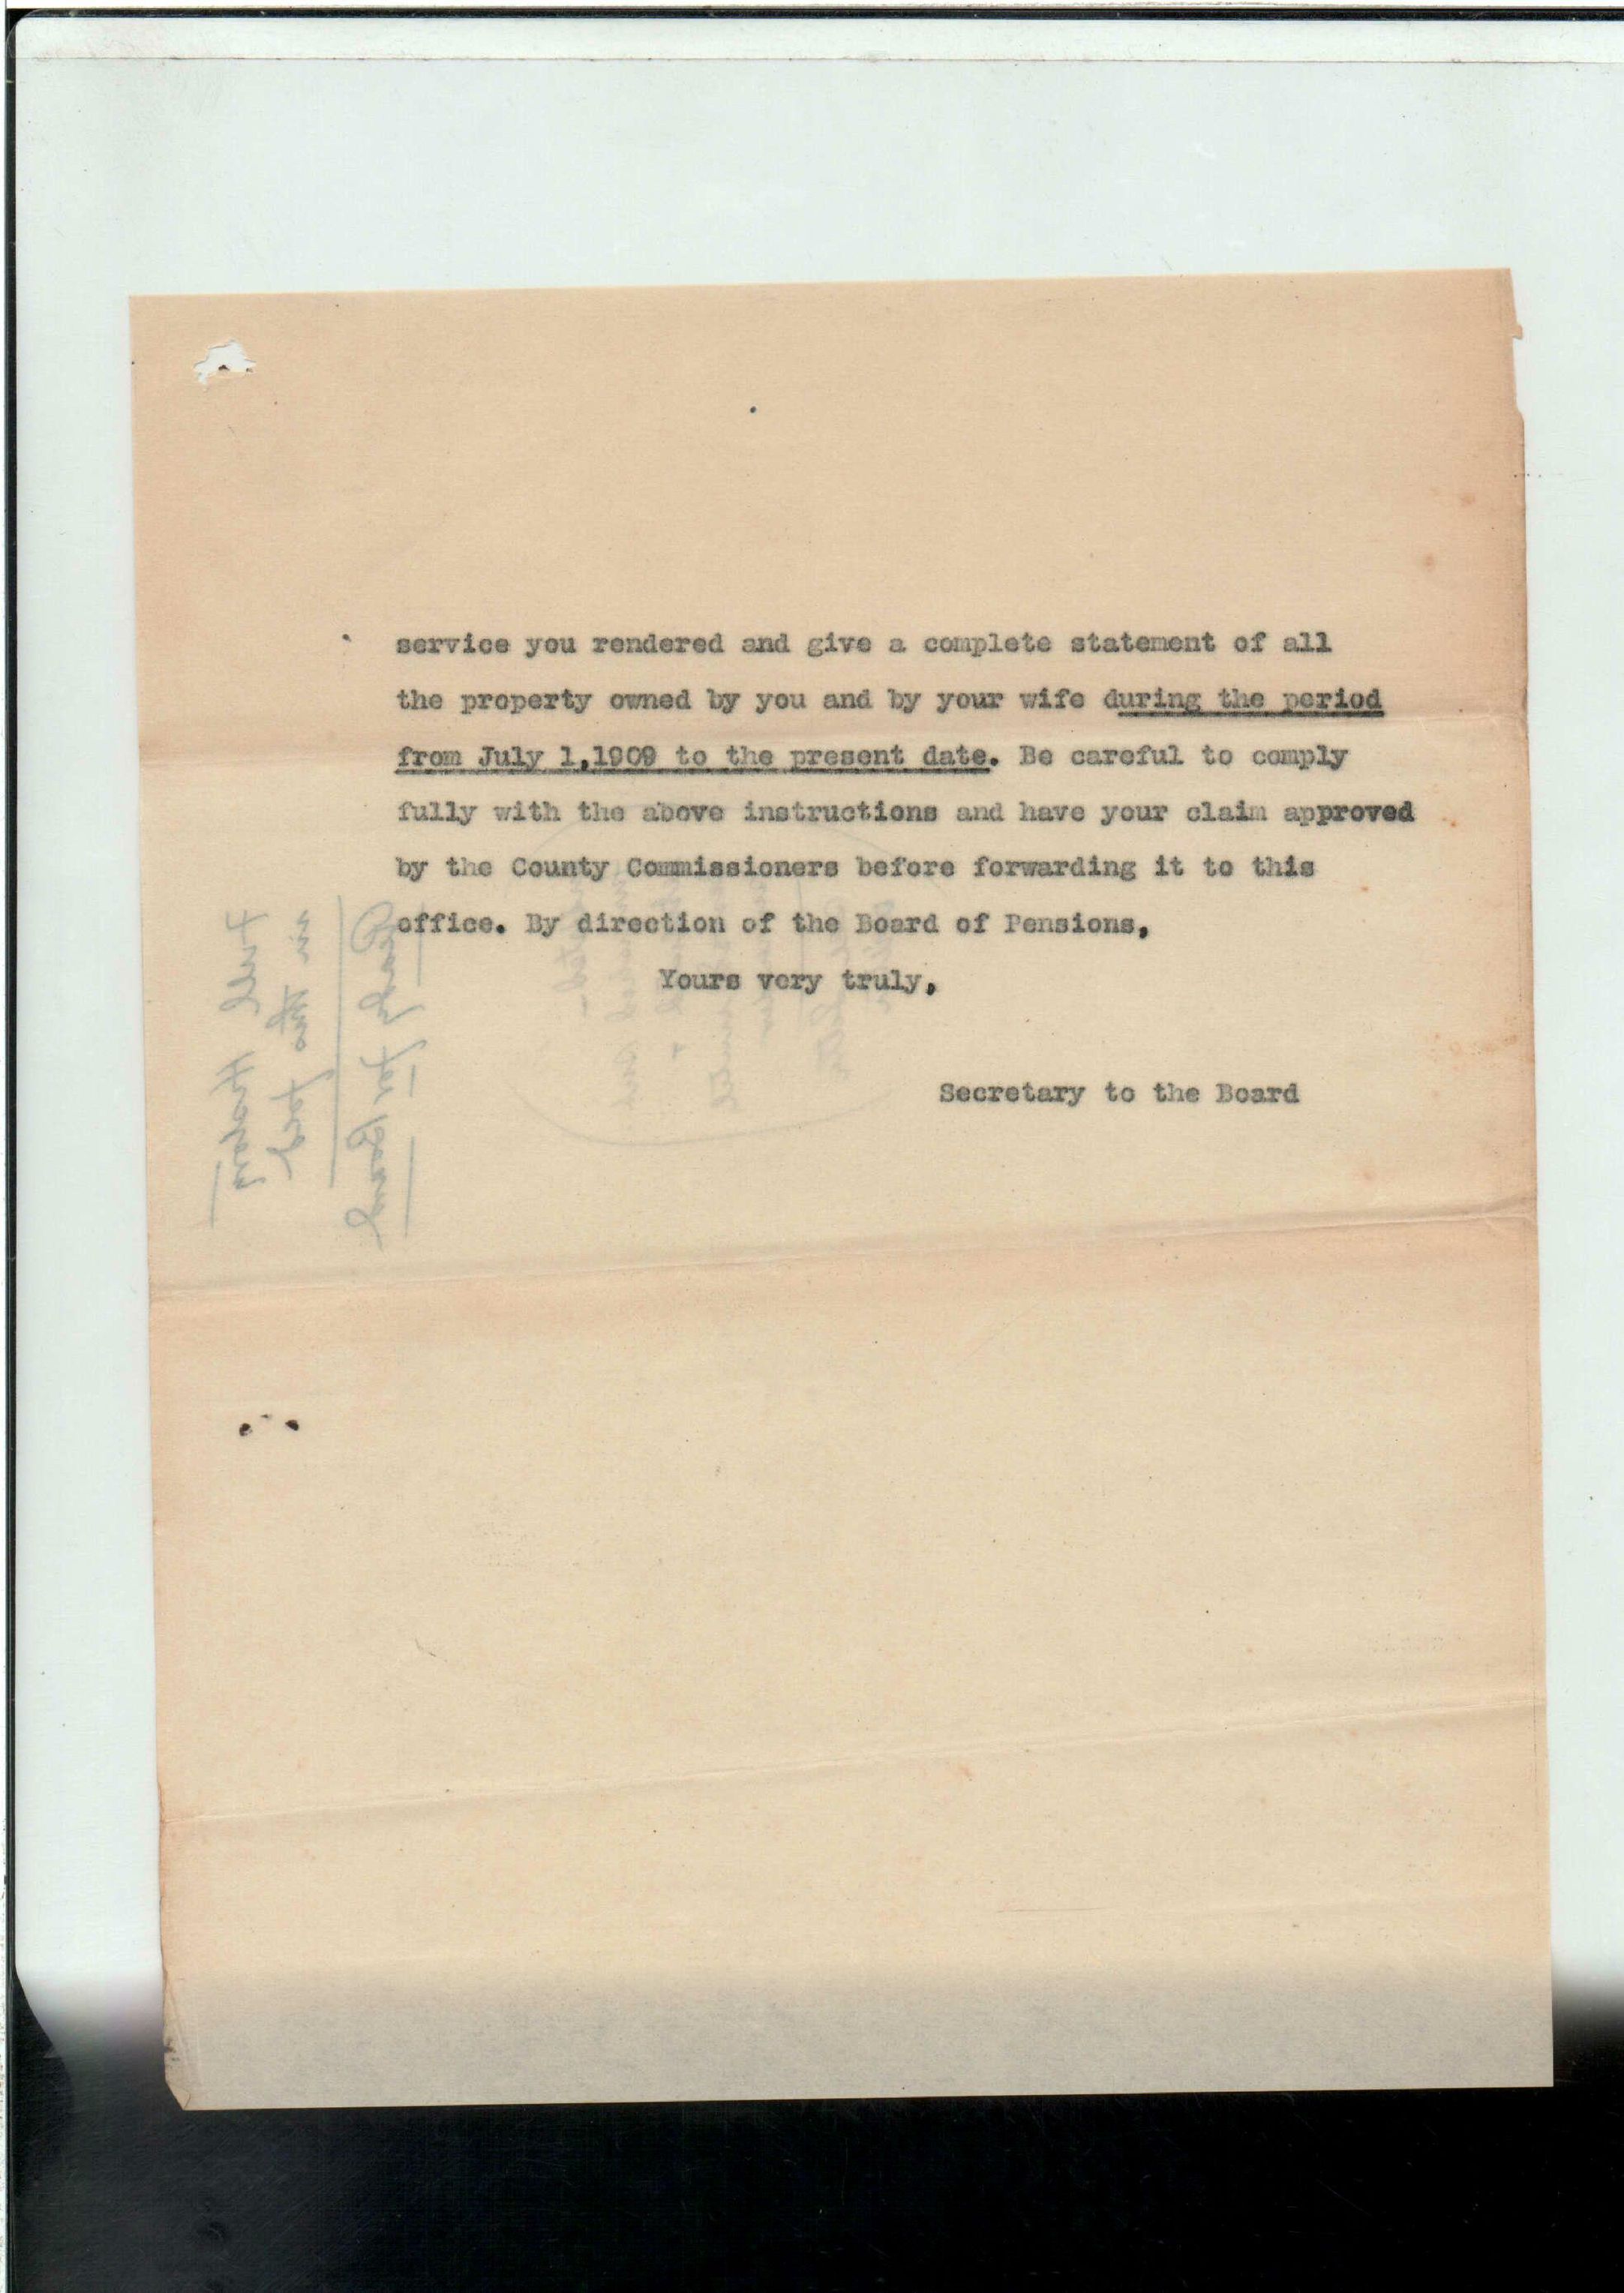 service you rendered and give a complete statement of all
the property owned by you and by your wife during the period
from July 1,1909 to the present date. Be careful to comply
fully with the above instructions and have your claim approved
by the County Commissioners before forwarding it to this
office. By direction of the Board of Pensions,
Yours very truly,
Secretary to the Board